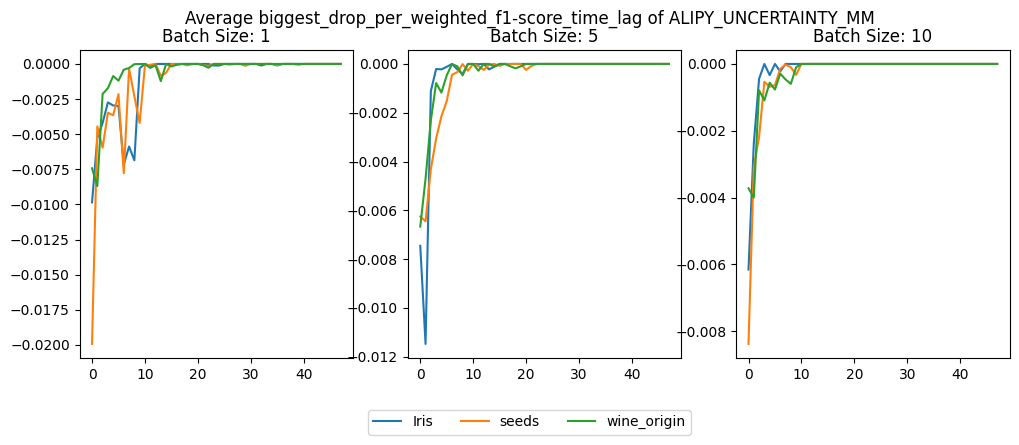 Average biggest_drop_per_weighted_f1-score_time_lag of ALIPY_UNCERTAINTY_MM
Batch Size: 1
0.0000
−0.0025
−0.0050
−0.0075
−0.0100
−0.0125
−0.0150
−0.0175
−0.0200
0 10 20 30 40
Batch Size: 5
0.000
−0.002
−0.004
−0.006
−0.008
−0.010
−0.012
0 10 20 30 40
Batch Size: 10
0.000
−0.002
−0.004
−0.006
−0.008
0 10 20 30 40
Iris seeds wine_origin